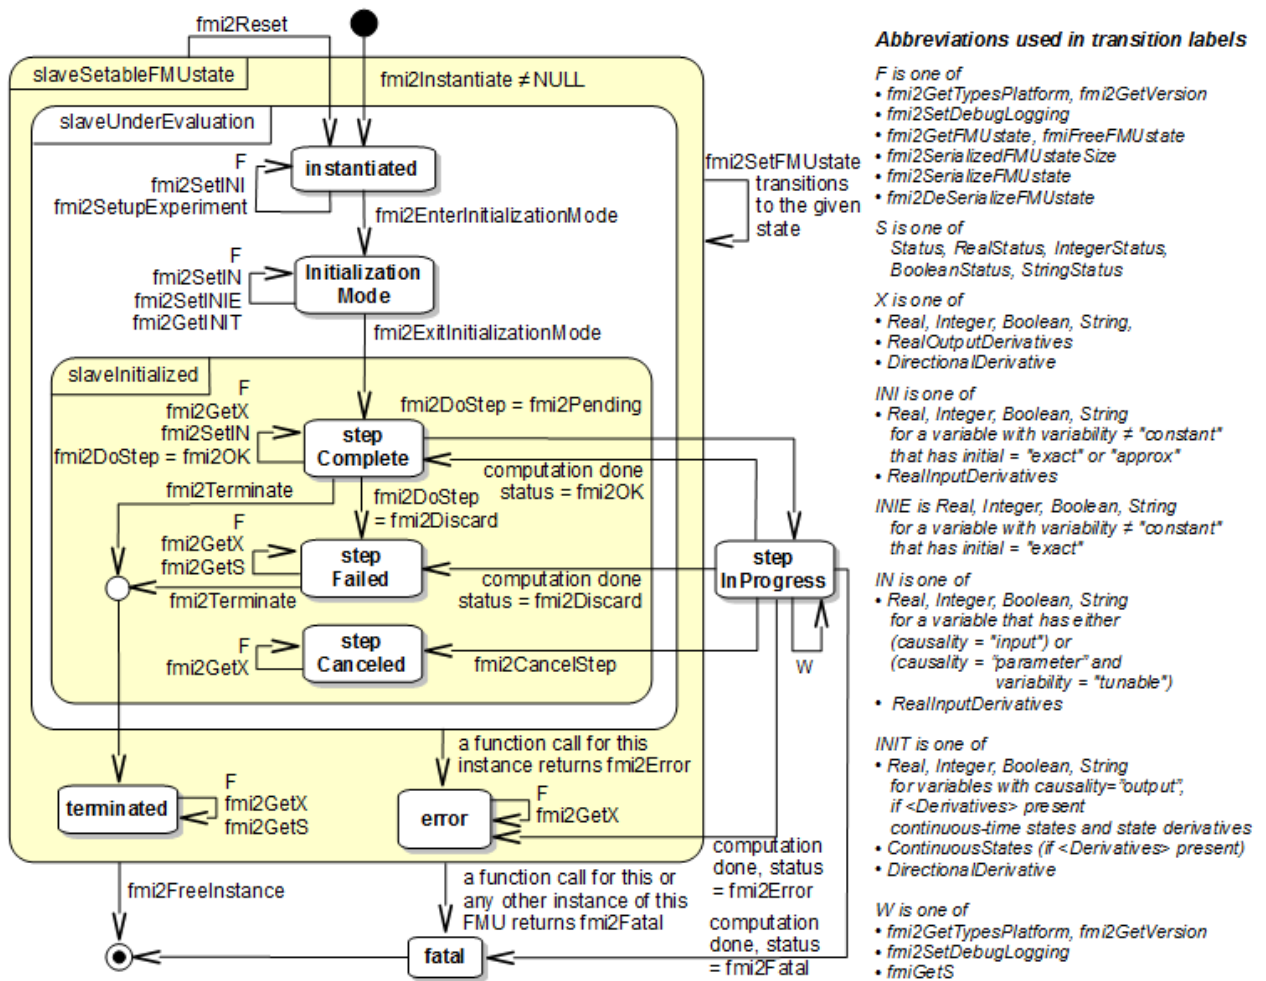 fmi2Reset
slaveSetableFMUstate
fmi2Instantiate ≠ NULL
slaveUnderEvaluation
instantiated
F
fmi2SetINI
fmi2SetupExperiment
fmi2EnterInitializationMode
fmi2SetFMUstate
transitions
to the given
state
Initialization
Mode
F
fmi2SetIN
fmi2SetINIE
fmi2GetINIT
fmi2ExitInitializationMode
slaveInitialized
F
fmi2GetX
fmi2SetIN
fmi2DoStep = fmi2OK
fmi2DoStep = fmi2Pending
step
Complete
computation done
status = fmi2OK
fmi2Terminate
fmi2DoStep
= fmi2Discard
F
fmi2GetX
fmi2GetS
step
Failed
step
InProgress
computation done
status = fmi2Discard
fmi2Terminate
F
fmi2GetX
step
Canceled
fmi2CancelStep
W
a function call for this
instance returns fmi2Error
terminated
F
fmi2GetX
fmi2GetS
error
F
fmi2GetX
computation
done, status
= fmi2Error
fmi2FreeInstance
a function call for this or
any other instance of this
FMU returns fmi2Fatal
computation
done, status
= fmi2Fatal
fatal
Abbreviations used in transition labels
F is one of
• fmi2GetTypesPlatform, fmi2GetVersion
• fmi2SetDebugLogging
• fmi2GetFMUstate, fmiFreeFMUstate
• fmi2SerializedFMUstateSize
• fmi2SerializeFMUstate
• fmi2DeSerializeFMUstate
S is one of
Status, RealStatus, IntegerStatus,
BooleanStatus, StringStatus
X is one of
• Real, Integer, Boolean, String,
• RealOutputDerivatives
• DirectionalDerivative
INI is one of
• Real, Integer, Boolean, String
for a variable with variability ≠ "constant"
that has initial = "exact" or "approx"
• RealInputDerivatives
INIE is Real, Integer, Boolean, String
for a variable with variability ≠ "constant"
that has initial = "exact"
IN is one of
• Real, Integer, Boolean, String
for a variable that has either
(causality = "input") or
(causality = "parameter" and
variability = "tunable")
• RealInputDerivatives
INIT is one of
• Real, Integer, Boolean, String
for variables with causality="output",
if <Derivatives> present
continuous-time states and state derivatives
• ContinuousStates (if <Derivatives> present)
• DirectionalDerivative
W is one of
• fmi2GetTypesPlatform, fmi2GetVersion
• fmi2SetDebugLogging
• fmiGetS